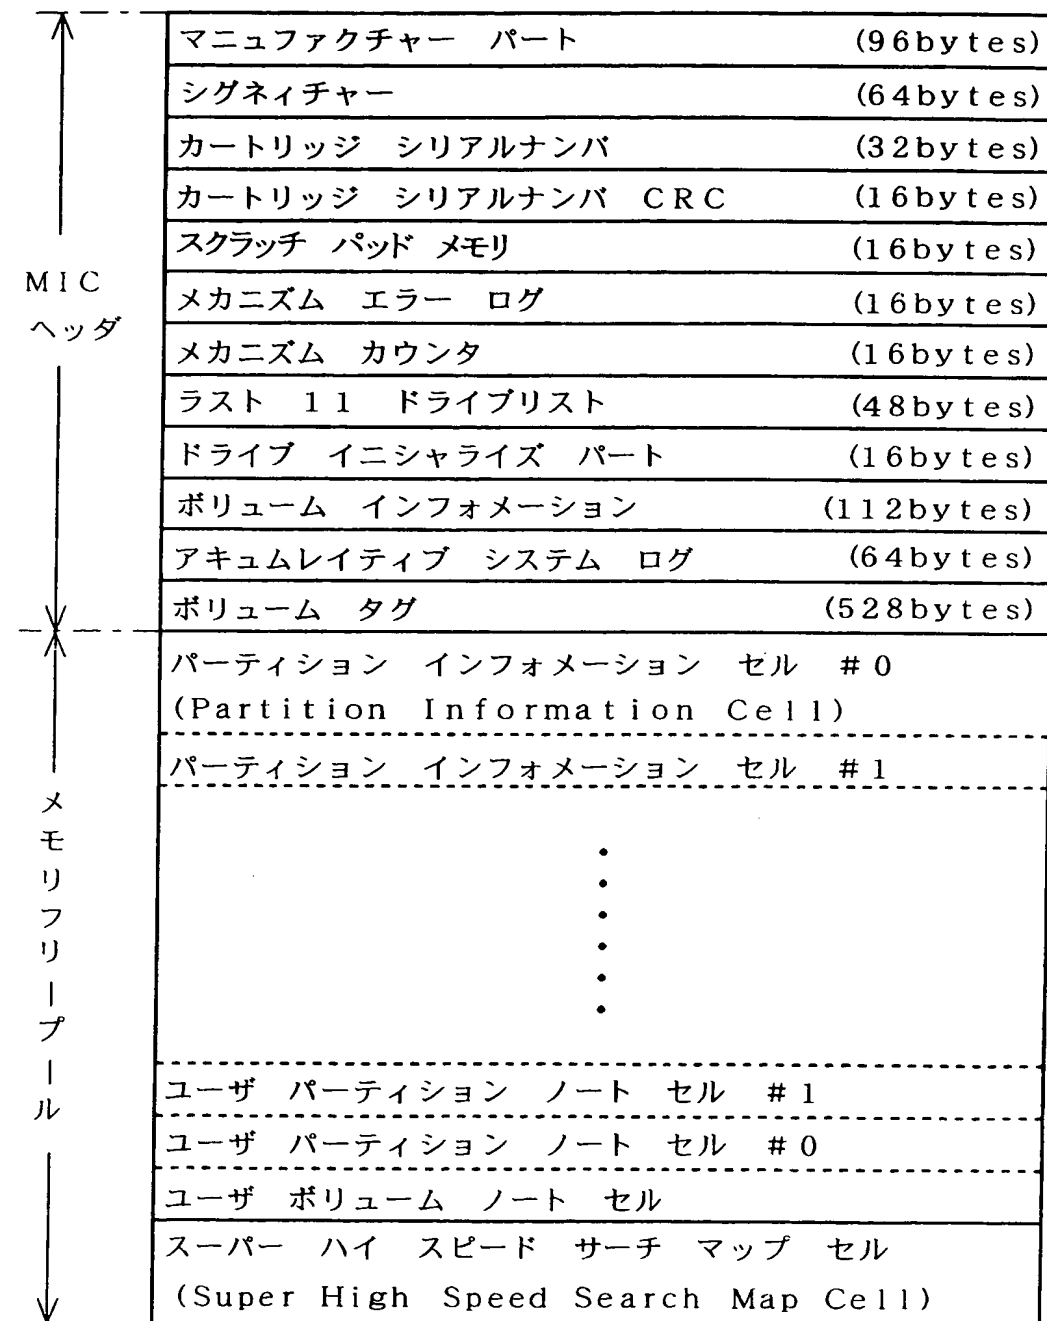 マニュファクチャー パート (96bytes)
シグネィチャー (64bytes)
カートリッジ シリアルナンバ (32bytes)
カートリッジ シリアルナンバ CRC (16bytes)
スクラッチ パッド メモリ (16bytes)
MIC
ヘッダ
メカニズム エラー ログ (16bytes)
メカニズム カウンタ (16bytes)
ラスト 11 ドライブリスト (48bytes)
ドライブ イニシャライズ パート (16bytes)
ボリューム インフォメーション (112bytes)
アキュムレイティブ システム ログ (64bytes)
ボリューム タグ (528bytes)
メモリフリープール
パーティション インフォメーション セル #0
(Partition Information Cell)
パーティション インフォメーション セル #1
ユーザ パーティション ノート セル #1
ユーザ パーティション ノート セル #0
ユーザ ボリューム ノート セル
スーパー ハイ スピード サーチ マップ セル
(Super High Speed Search Map Cell)